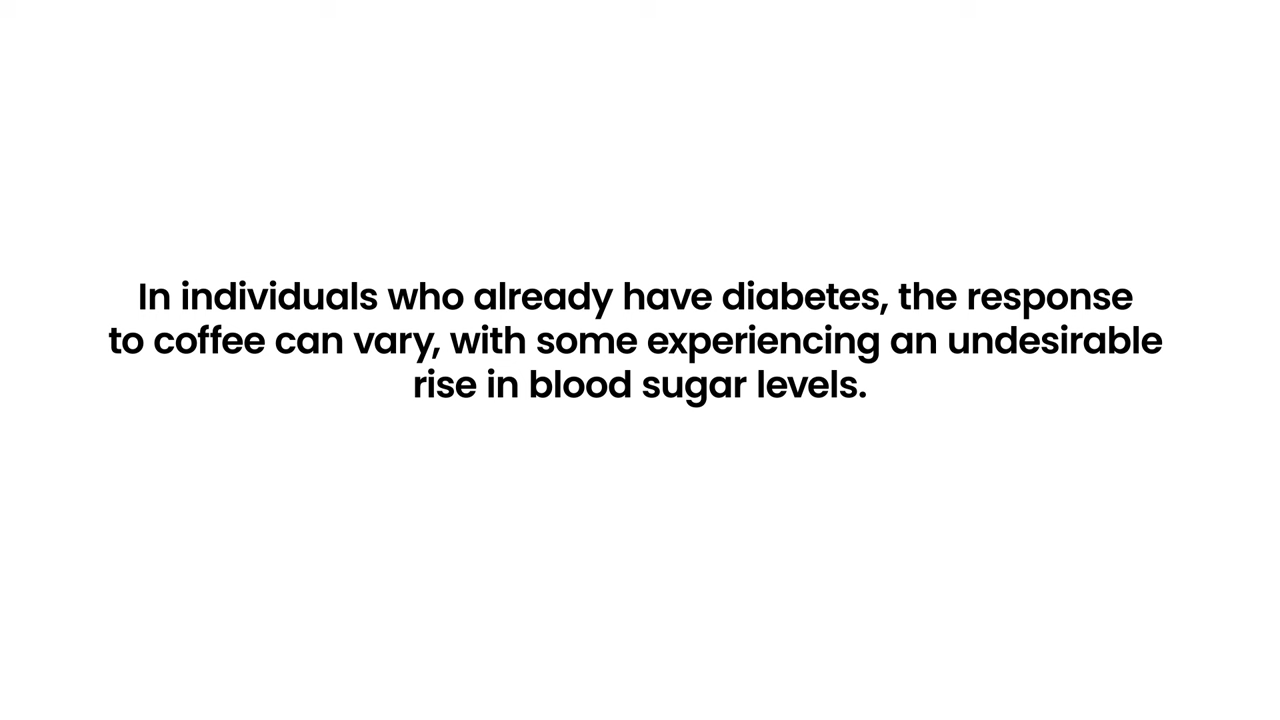 In individuals who already have diabetes, the response
to coffee can vary, with some experiencing an undesirable
rise in blood sugar levels.